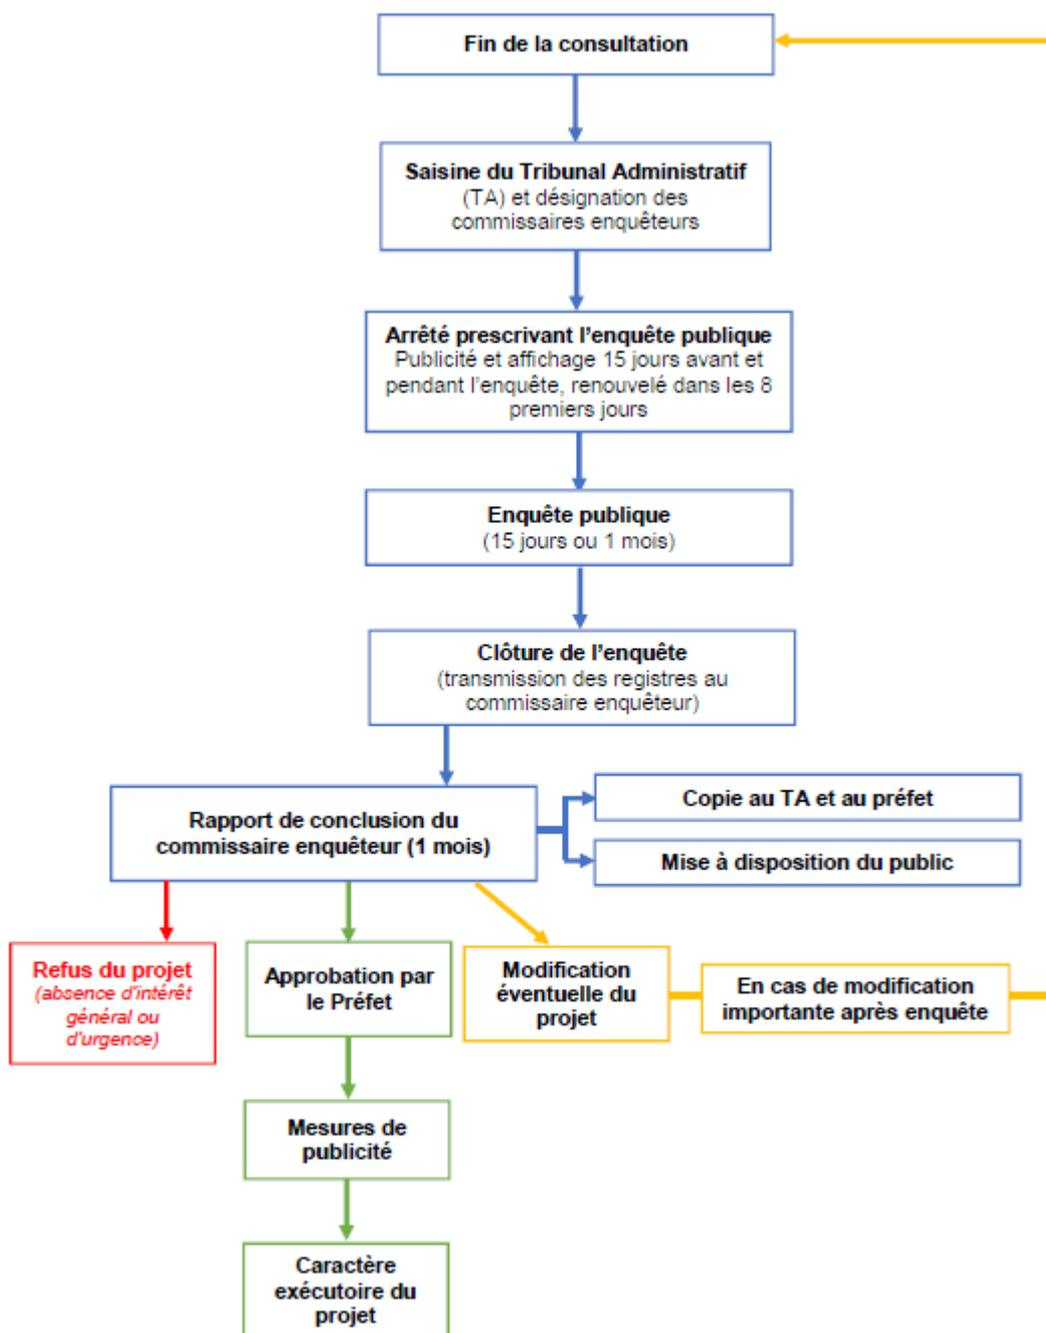 Fin de la consultation
Saisine du Tribunal Administratif
(TA) et désignation des
commissaires enquêteurs
Arrêté prescrivant l'enquête publique
Publicité et affichage 15 jours avant et
pendant l'enquête, renouvelé dans les 8
premiers jours
Enquête publique
(15 jours ou 1 mois)
Clôture de l'enquête
(transmission des registres au
commissaire enquêteur)
Rapport de conclusion du
commissaire enquêteur (1 mois)
Copie au TA et au préfet
Mise à disposition du public
Refus du projet
(absence d'intérêt
général ou
d'urgence)
Approbation par
le Préfet
Modification
éventuelle du
projet
En cas de modification
importante après enquête
Mesures de
publicité
Caractère
exécutoire du
projet